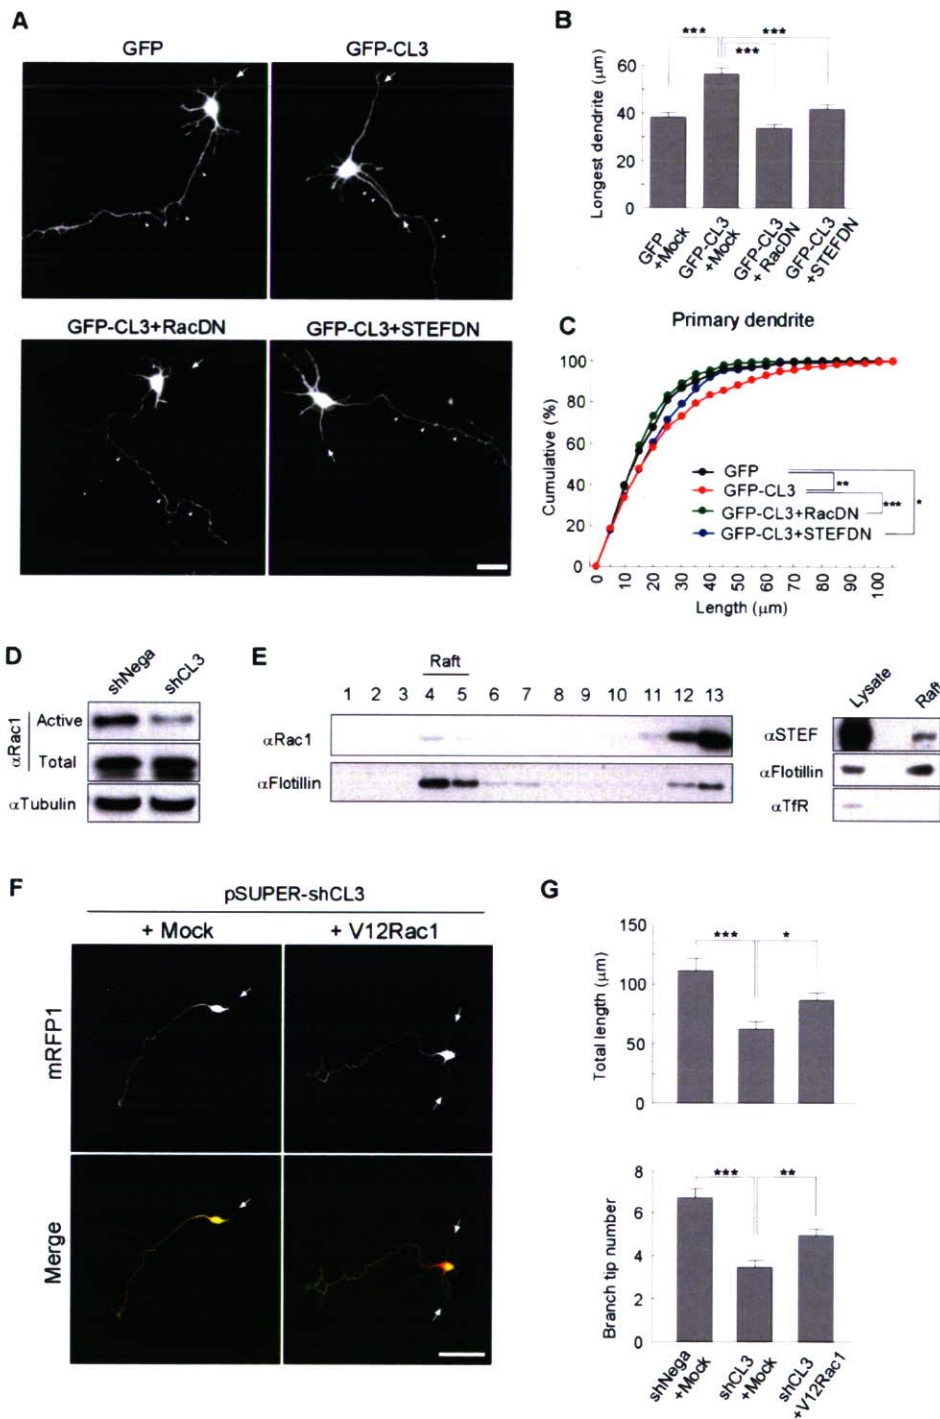 A
GFP
GFP-CL3
GFP-CL3+RacDN
GFP-CL3+STEFDN
B
***
***
***
Longest dendrite (μm)
60
40
20
0
GFP
+Mock
GFP-CL3
+Mock
GFP-CL3
+RacDN
GFP-CL3
+STEFDN
C
Primary dendrite
Cumulative (%)
100
80
60
40
20
0
GFP
GFP-CL3
GFP-CL3+RacDN
GFP-CL3+STEFDN
**
***
*
0
10
20
30
40
50
60
70
80
90
100
Length (μm)
D
shNega
shCL3
αRac1
Active
Total
αTubulin
E
Raft
1 2 3 4 5 6 7 8 9 10 11 12 13
αRac1
αFlotillin
Lysate
Raft
αSTEF
αFlotillin
αTfR
F
pSUPER-shCL3
+ Mock
+ V12Rac1
mRFP1
Merge
G
Total length (μm)
150
100
50
0
***
*
Branch tip number
8
6
4
2
0
***
**
shNega
+Mock
shCL3
+Mock
shCL3
+V12Rac1